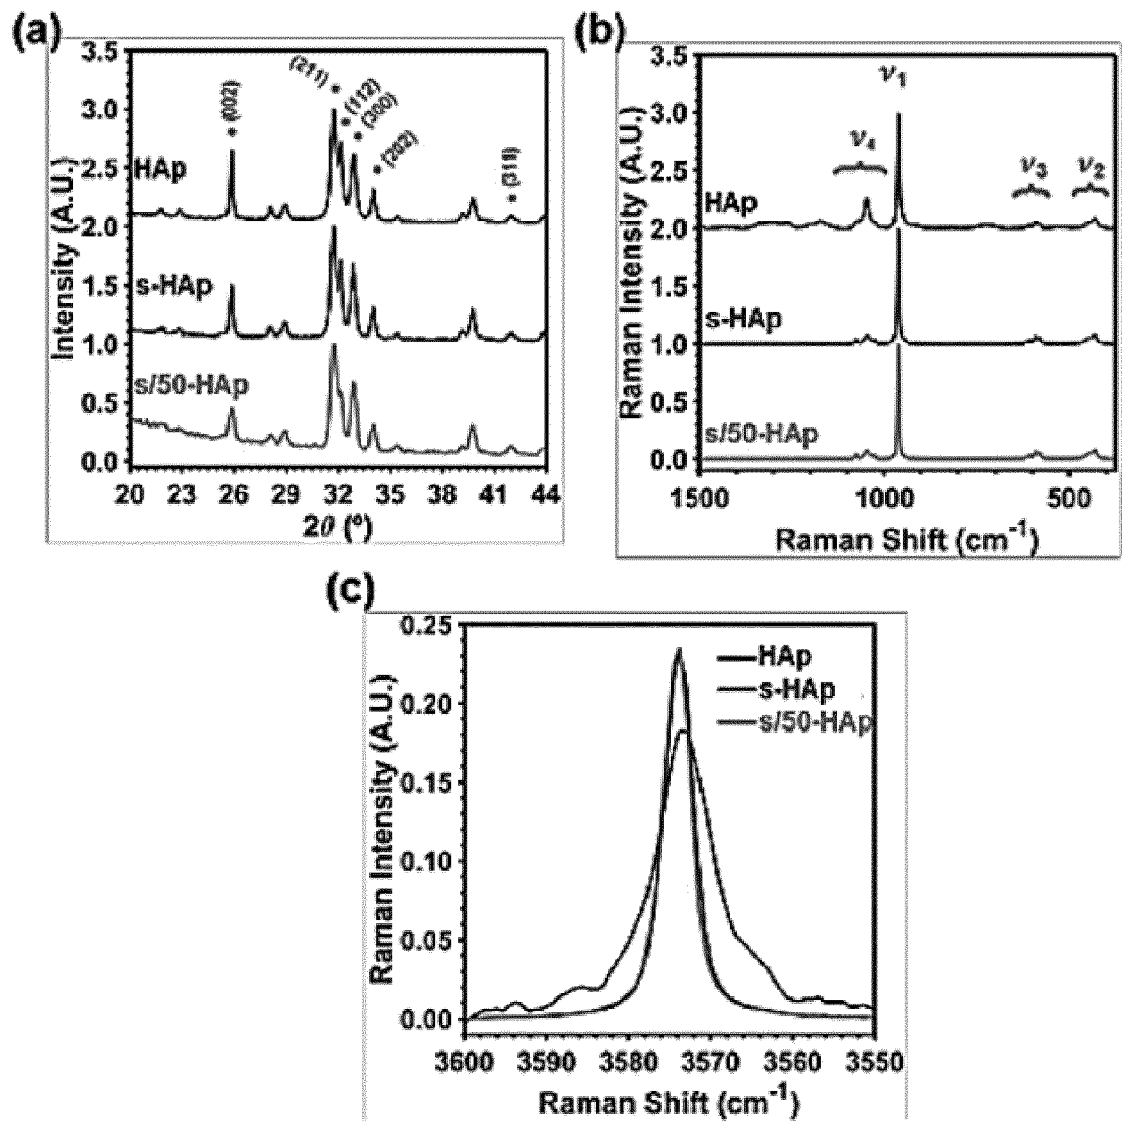 (a)
3.5
3.0
2.5
2.0
1.5
1.0
0.5
0.0
Intensity (A.U.)
(002)
(211)
(112)
(300)
(202)
(311)
HAp
s-HAp
s/50-HAp
20 23 26 29 32 35 38 41 44
2θ (º)
(b)
3.5
3.0
2.5
2.0
1.5
1.0
0.5
0.0
Raman Intensity (A.U.)
ν1
ν4
ν3
ν2
HAp
s-HAp
s/50-HAp
1500 1000 500
Raman Shift (cm-1)
(c)
0.25
0.20
0.15
0.10
0.05
0.00
Raman Intensity (A.U.)
HAp
s-HAp
s/50-HAp
3600 3590 3580 3570 3560 3550
Raman Shift (cm-1)